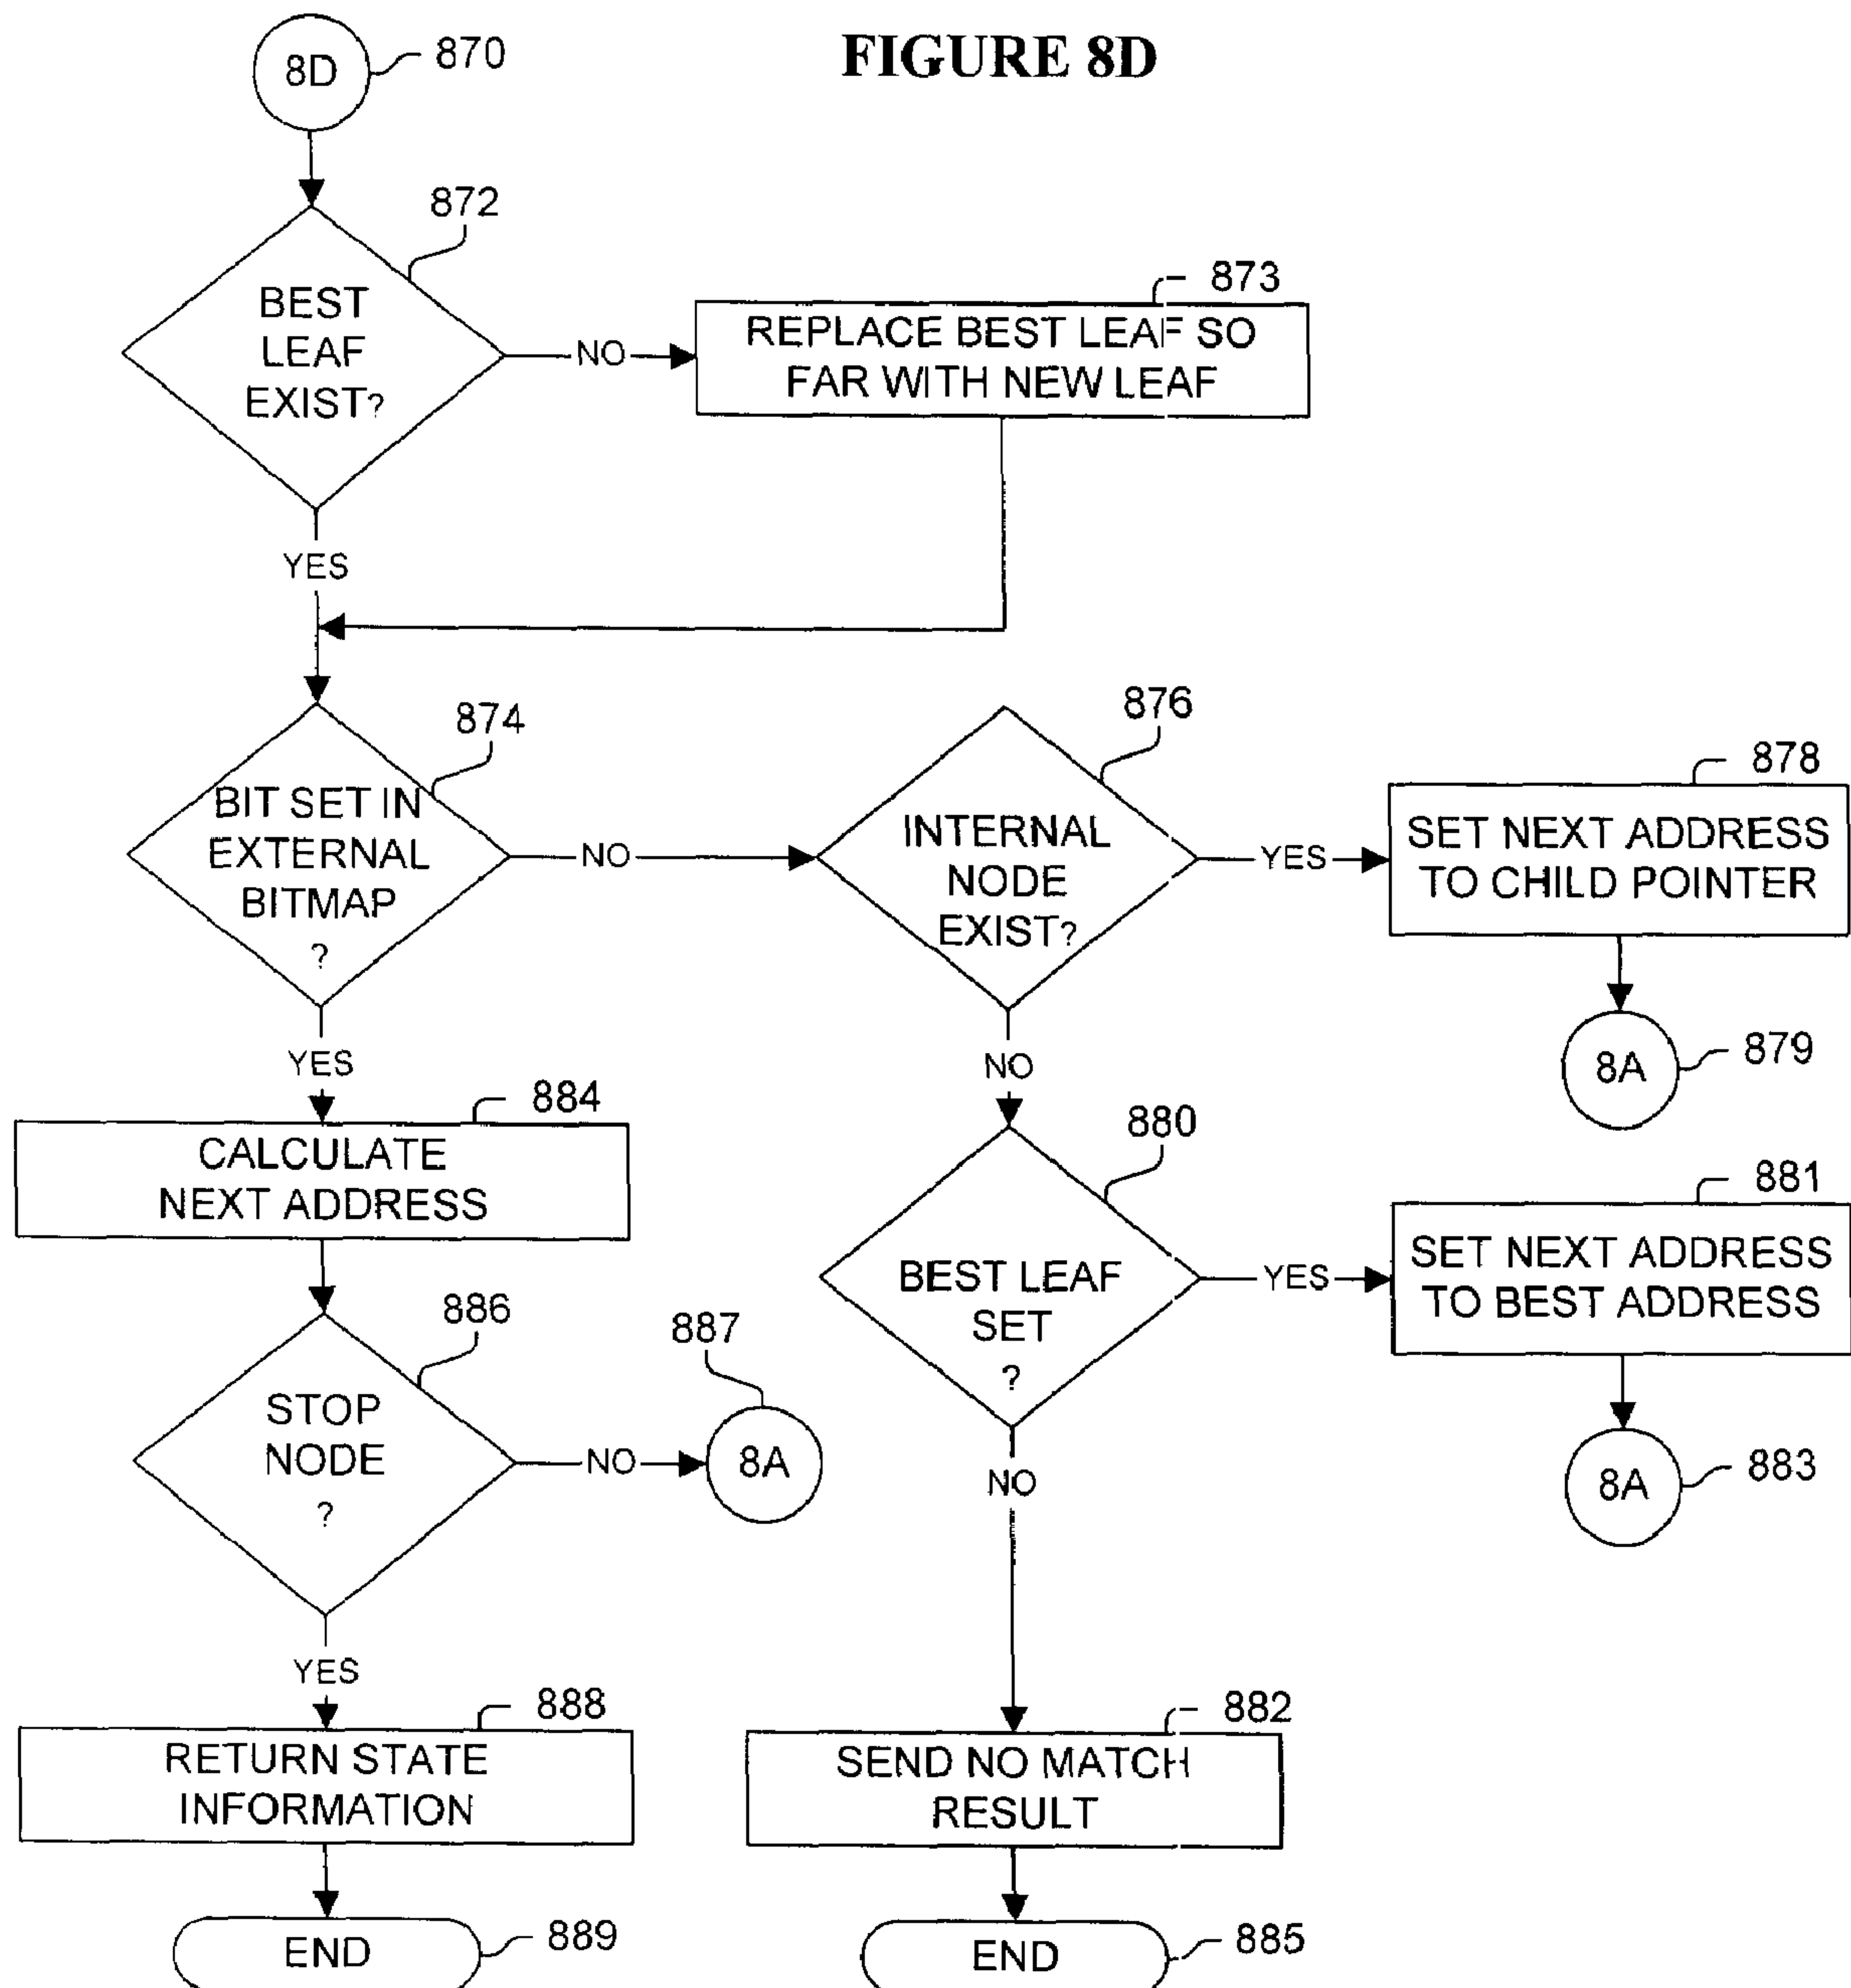 FIGURE 8D
8D
870
872
BEST
LEAF
EXIST?
NO
873
REPLACE BEST LEAF SO
FAR WITH NEW LEAF
YES
874
BIT SET IN
EXTERNAL
BITMAP
?
NO
876
INTERNAL
NODE
EXIST?
YES
878
SET NEXT ADDRESS
TO CHILD POINTER
8A
879
YES
NO
884
CALCULATE
NEXT ADDRESS
880
BEST LEAF
SET
?
YES
881
SET NEXT ADDRESS
TO BEST ADDRESS
8A
883
886
STOP
NODE
?
NO
887
8A
NO
YES
888
RETURN STATE
INFORMATION
882
SEND NO MATCH
RESULT
END
889
END
885